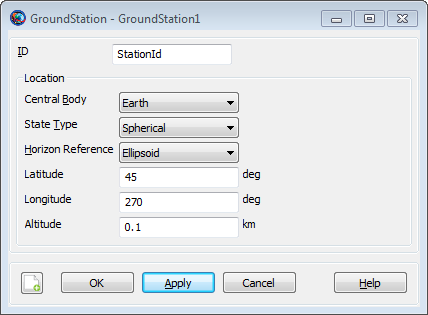 GroundStation - GroundStation1
ID StationId
Location
Central Body Earth
State Type Spherical
Horizon Reference Ellipsoid
Latitude 45 deg
Longitude 270 deg
Altitude 0.1 km
OK Apply Cancel Help